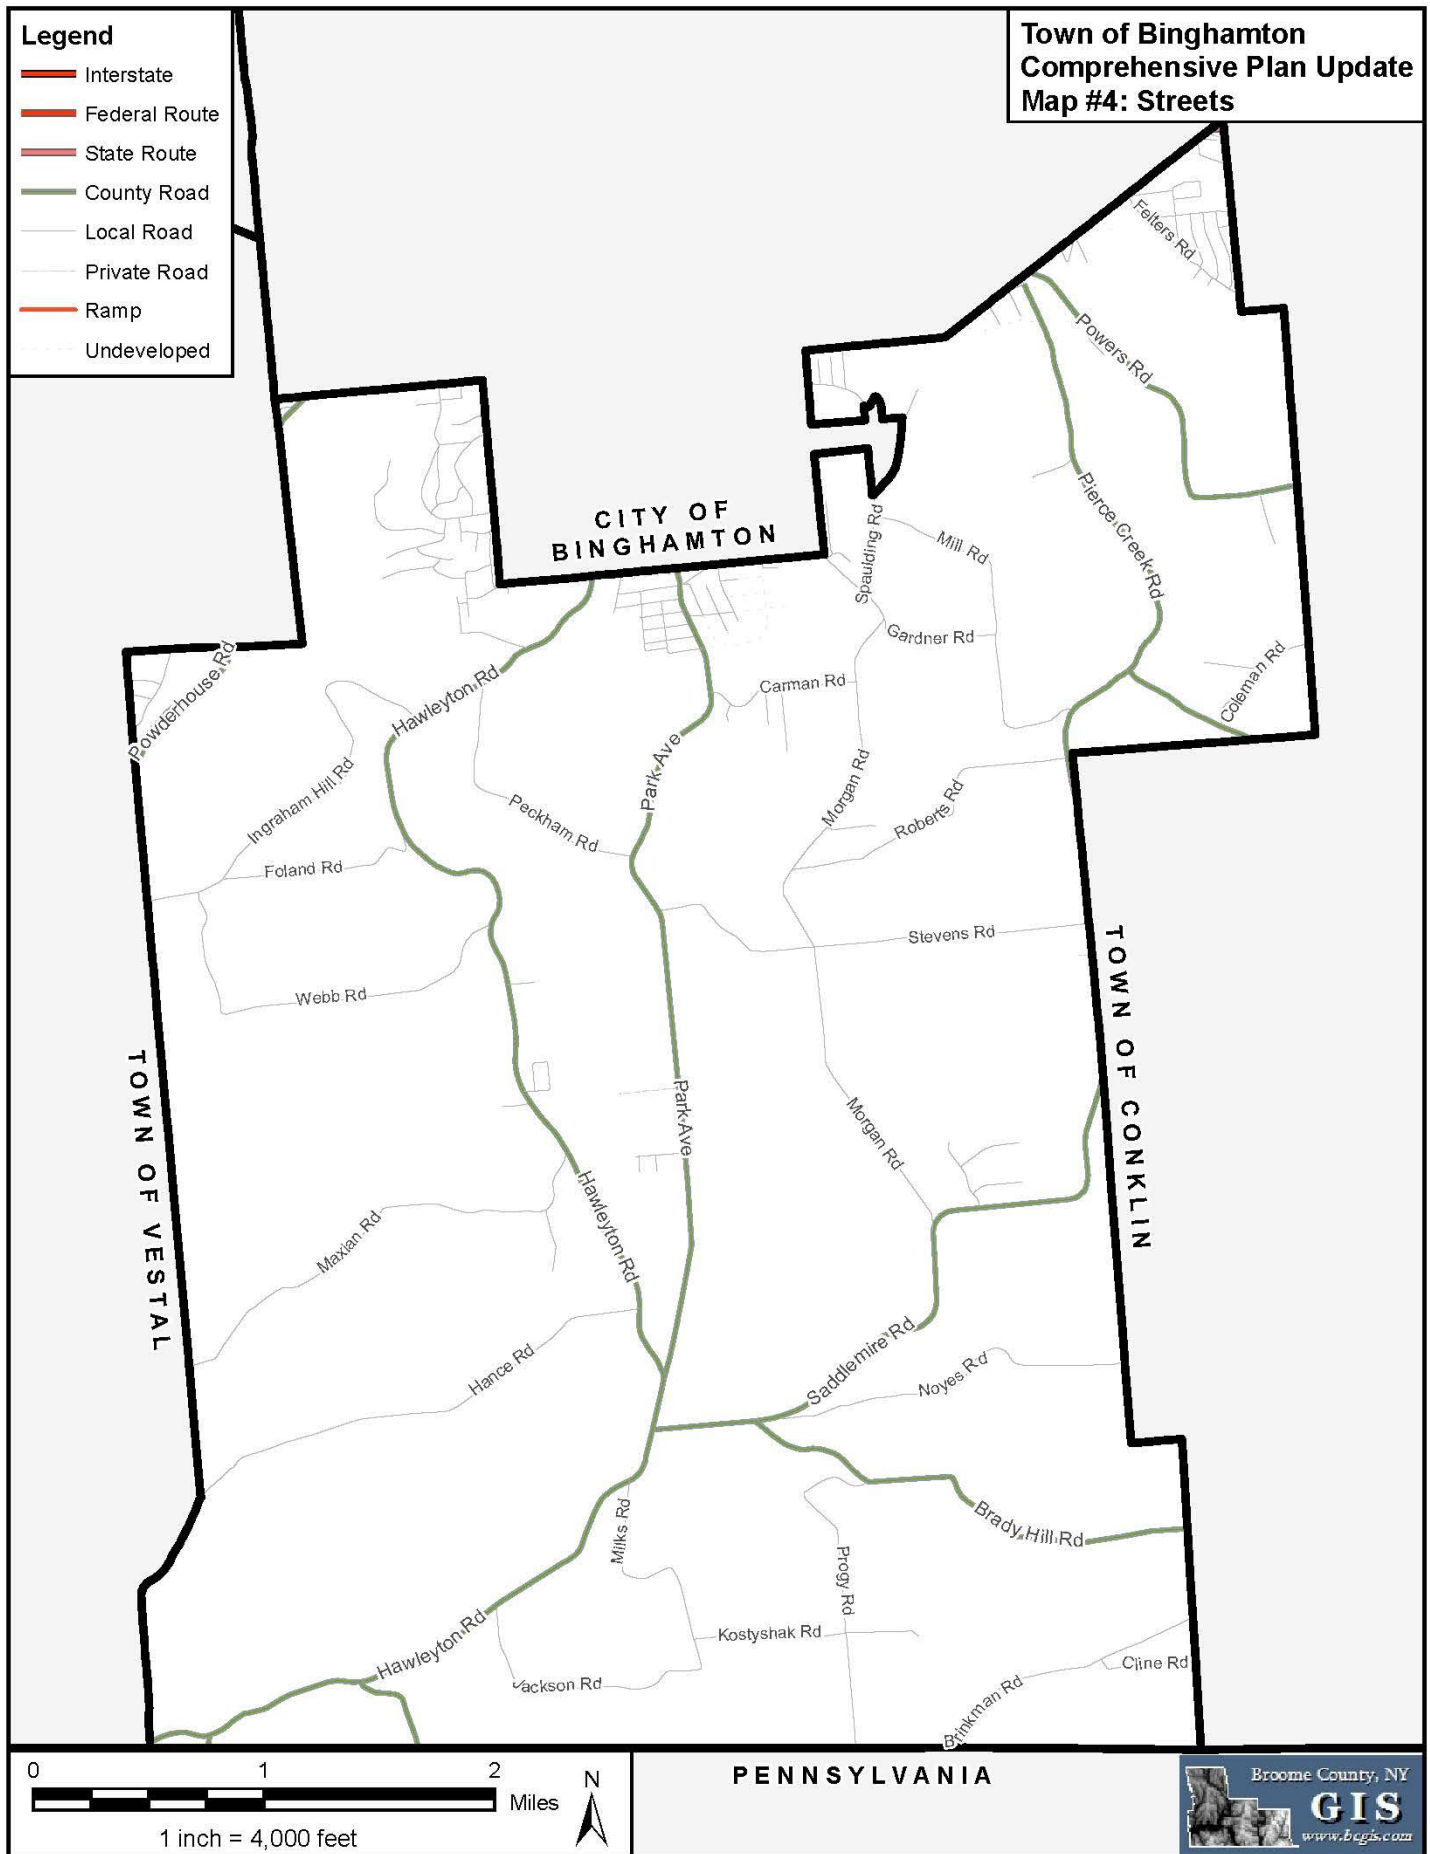 Legend
Interstate
Federal Route
State Route
County Road
Local Road
Private Road
Ramp
Undeveloped
Town of Binghamton
Comprehensive Plan Update
Map #4: Streets
Felters Rd
Powers Rd
Pierce Creek Rd
CITY OF
BINGHAMTON
Spaulding Rd
Mill Rd
Gardner Rd
Coleman Rd
Powderhouse Rd
Hawleyton Rd
Carman Rd
Park Ave
Morgan Rd
Ingraham Hill Rd
Peckham Rd
Roberts Rd
Foland Rd
Stevens Rd
Webb Rd
TOWN OF CONKLIN
TOWN OF VESTAL
Park Ave
Morgan Rd
Hawleyton Rd
Maxian Rd
Hance Rd
Saddlemire Rd
Noyes Rd
Milks Rd
Brady Hill Rd
Progy Rd
Hawleyton Rd
Kostyshak Rd
Jackson Rd
Cline Rd
Brinkman Rd
0 1 2
Miles
1 inch = 4,000 feet
N
PENNSYLVANIA
Broome County, NY
GIS
www.bcgis.com